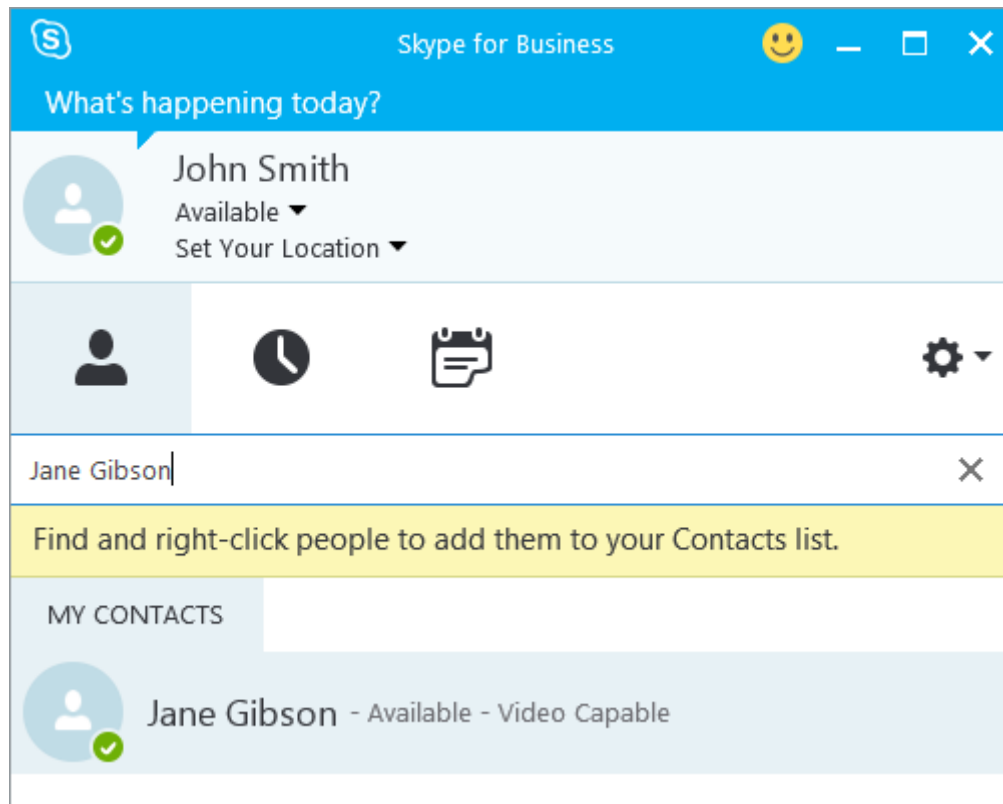 Skype for Business
What's happening today?
John Smith
Available
Set Your Location
Jane Gibson
Find and right-click people to add them to your Contacts list.
MY CONTACTS
Jane Gibson - Available - Video Capable